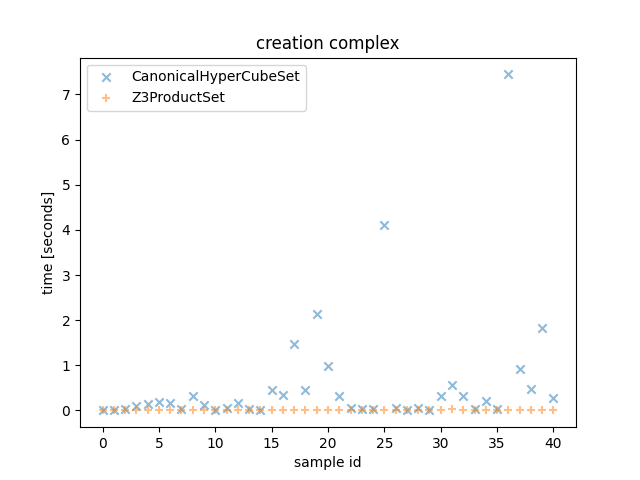 creation complex
CanonicalHyperCubeSet
Z3ProductSet
time [seconds]
7
6
5
4
3
2
1
0
0 5 10 15 20 25 30 35 40
sample id